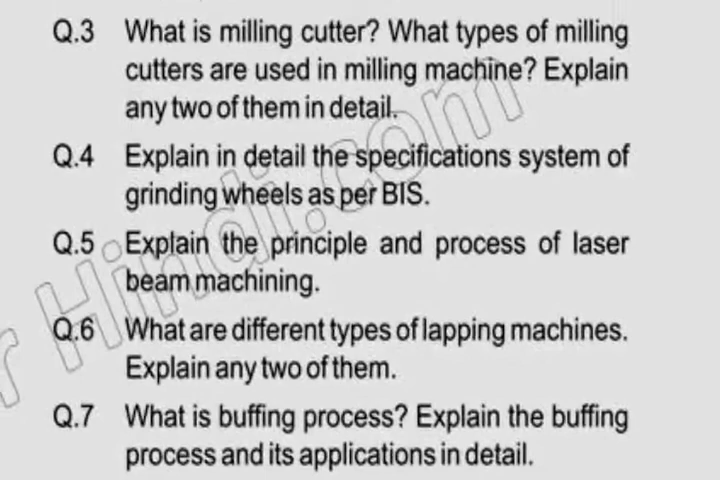 Q.3 What is milling cutter? What types of milling
cutters are used in milling machine? Explain
any two of them in detail.
Q.4 Explain in detail the specifications system of
grinding wheels as per BIS.
Q.5 Explain the principle and process of laser
beam machining.
Q.6 What are different types of lapping machines.
Explain any two of them.
Q.7 What is buffing process? Explain the buffing
process and its applications in detail.
r Hindi.com